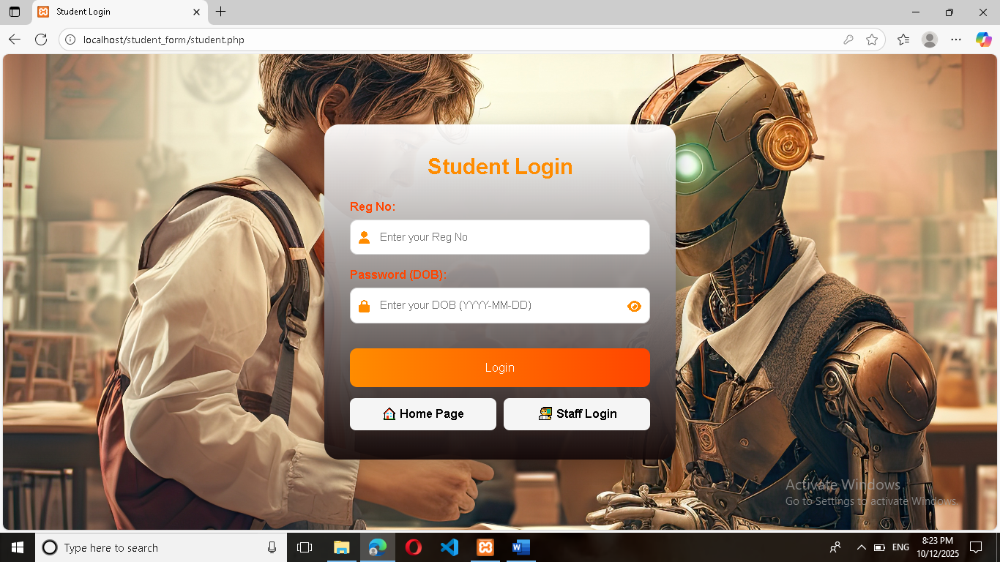 Student Login
localhost/student_form/student.php
Student Login
Reg No:
Enter your Reg No
Password (DOB):
Enter your DOB (YYYY-MM-DD)
Login
Home Page
Staff Login
Activate Windows
Go to Settings to activate Windows.
Type here to search
ENG
8:23 PM
10/12/2025